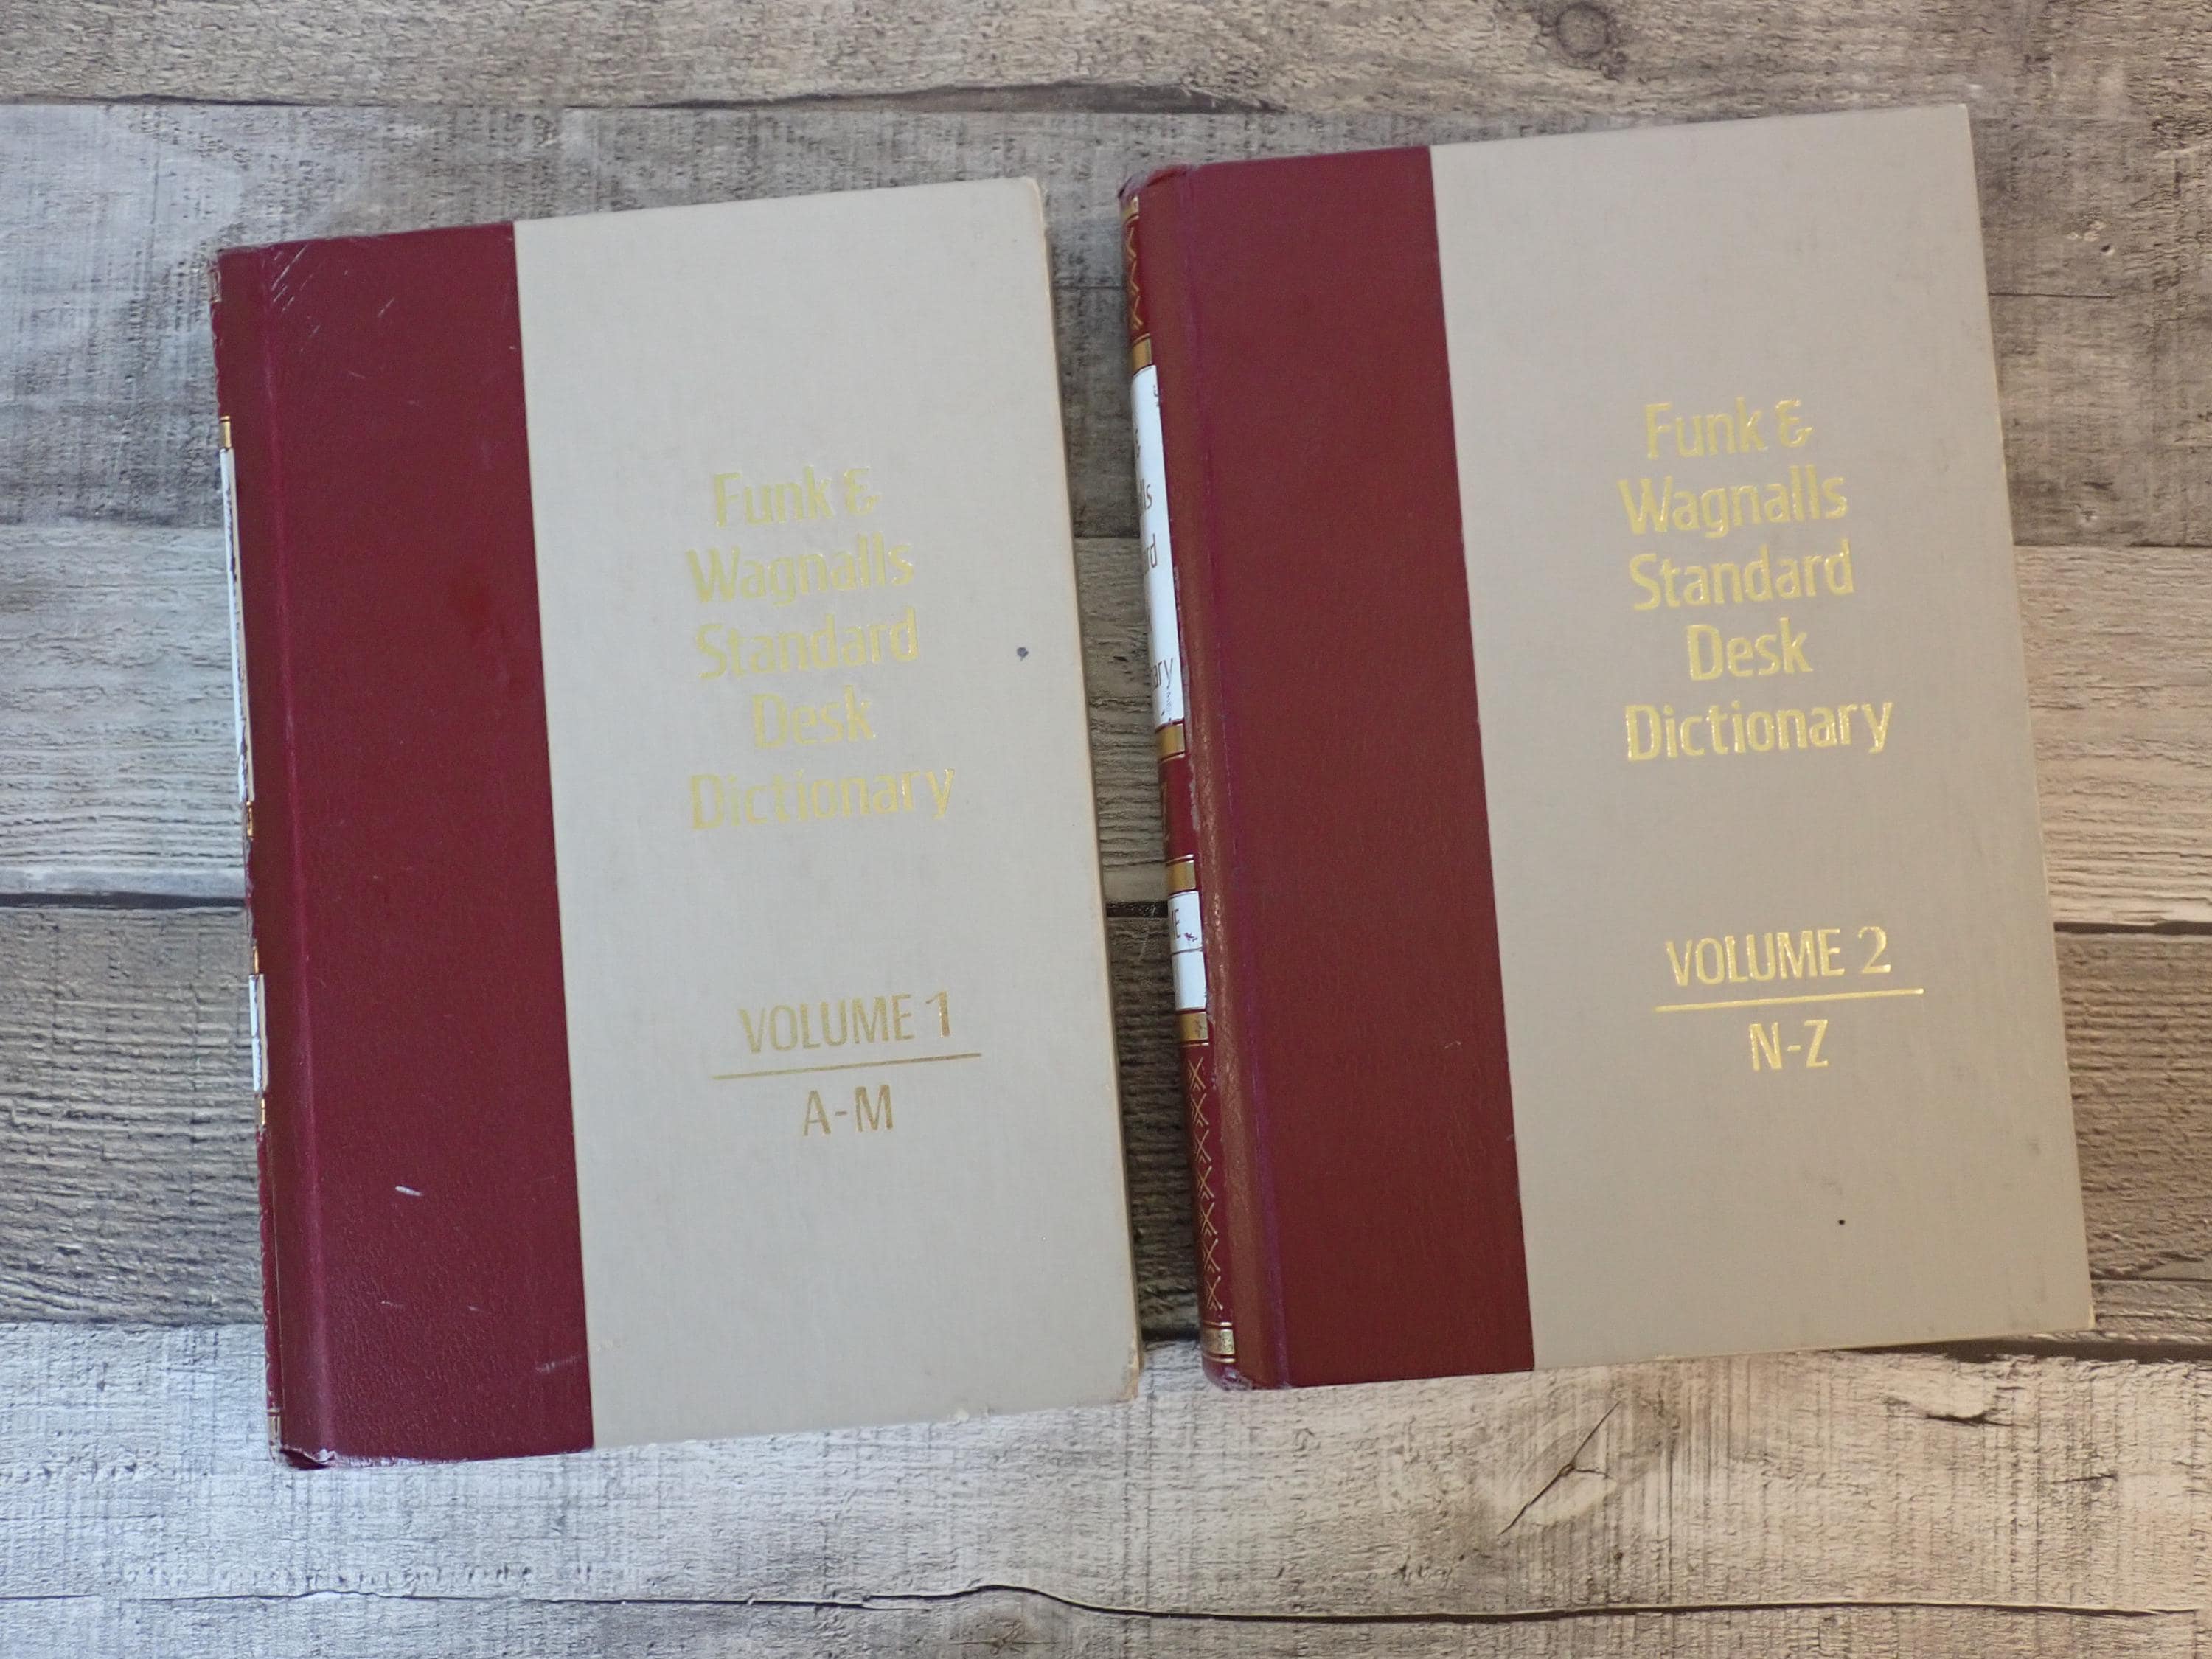 Funk &
Wagnalls
Standard
Desk
Dictionary
VOLUME 1
A-M
Funk &
Wagnalls
Standard
Desk
Dictionary
VOLUME 2
N-Z